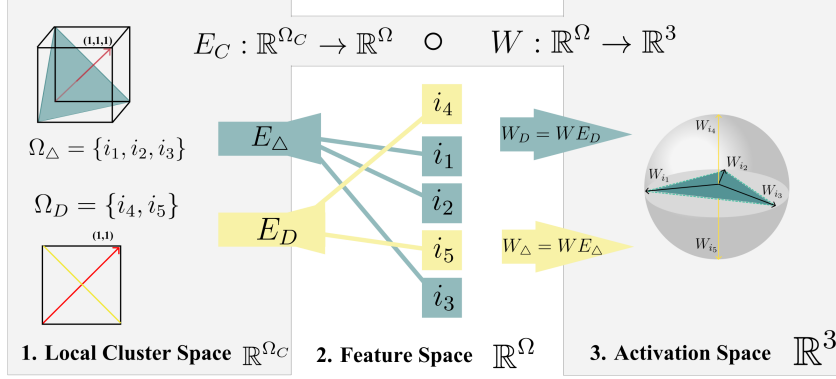 (1,1,1)
E_C : ℝ^{Ω_C} → ℝ^Ω ∘ W : ℝ^Ω → ℝ^3
Ω_△ = {i_1, i_2, i_3}
Ω_D = {i_4, i_5}
(1,1)
E_△
E_D
i_4
i_1
i_2
i_5
i_3
W_D = WE_D
W_△ = WE_△
W_{i_4}
W_{i_2}
W_{i_1}
W_{i_3}
W_{i_5}
1. Local Cluster Space ℝ^{Ω_C}
2. Feature Space ℝ^Ω
3. Activation Space ℝ^3